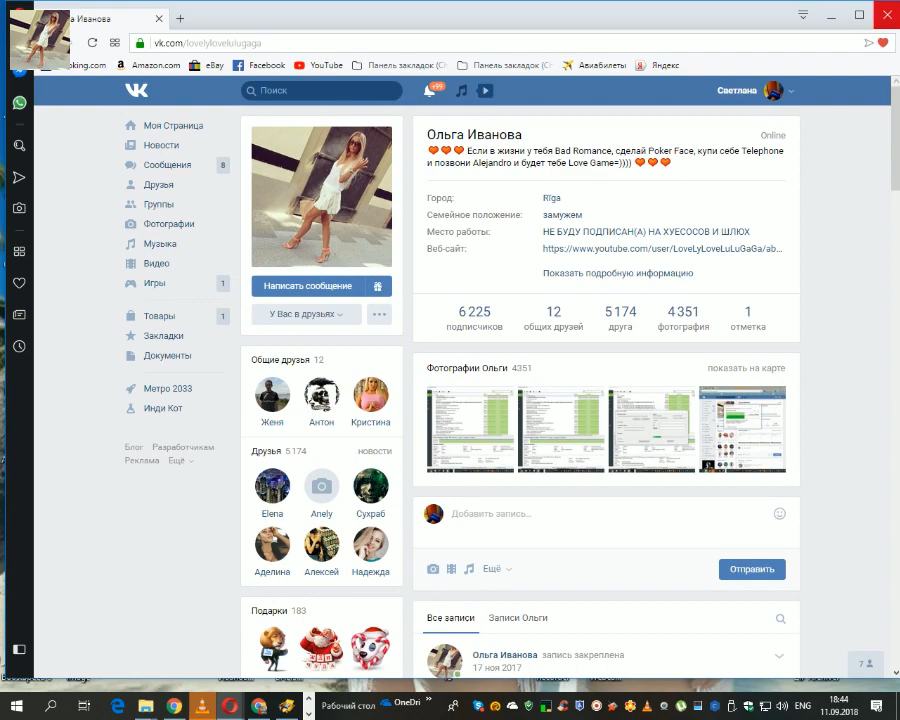 а Иванова
vk.com/lovelylovelulugaga
oking.com
Amazon.com
eBay
Facebook
YouTube
Панель закладок (Ch
Панель закладок (Ch
Авиабилеты
Яндекс
Поиск
+99
Светлана
Моя Страница
Новости
Сообщения 8
Друзья
Группы
Фотографии
Музыка
Видео
Игры 1
Товары 1
Закладки
Документы
Метро 2033
Инди Кот
Блог Разработчикам
Реклама Ещё
Написать сообщение
У Вас в друзьях
Общие друзья 12
Женя Антон Кристина
Друзья 5 174 новости
Elena Anely Сухраб
Аделина Алексей Надежда
Подарки 183
Ольга Иванова Online
Если в жизни у тебя Bad Romance, сделай Poker Face, купи себе Telephone
и позвони Alejandro и будет тебе Love Game=))))
Город: Rīga
Семейное положение: замужем
Место работы: НЕ БУДУ ПОДПИСАН(А) НА ХУЕСОСОВ И ШЛЮХ
Веб-сайт: https://www.youtube.com/user/LoveLyLoveLuLuGaGa/ab...
Показать подробную информацию
6 225 12 5 174 4 351 1
подписчиков общих друзей друга фотография отметка
Фотографии Ольги 4351 показать на карте
Добавить запись...
Ещё
Отправить
Все записи Записи Ольги
Ольга Иванова запись закреплена
17 ноя 2017
7
Рабочий стол
OneDri
ENG
18:44
11.09.2018